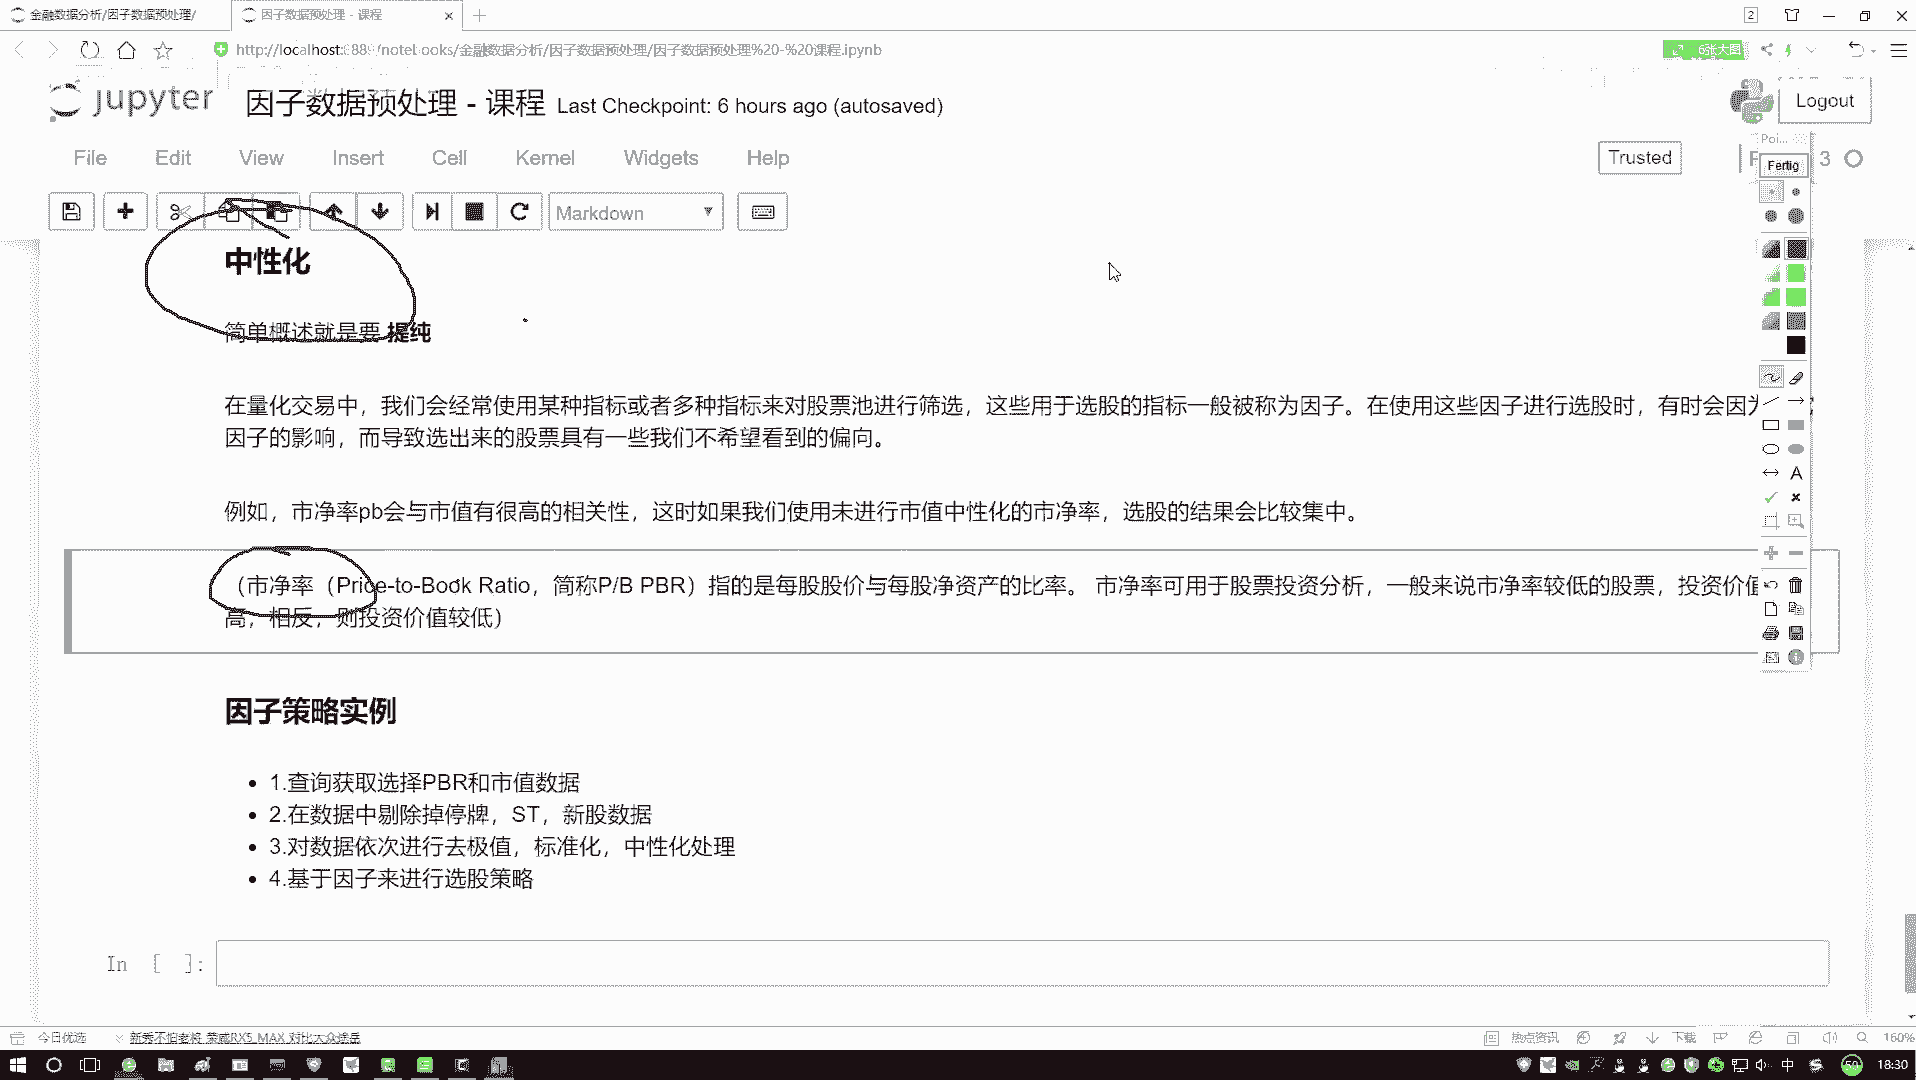 金融数据分析/因子数据预处理/
因子数据预处理 - 课程
2
http://localhost:8889/notebooks/金融数据分析/因子数据预处理/因子数据预处理%20-%20课程.ipynb
6张大图
jupyter
因子数据预处理 - 课程 Last Checkpoint: 6 hours ago (autosaved)
Logout
File Edit View Insert Cell Kernel Widgets Help
Trusted
3
Poi...
Fertig
Markdown
中性化
简单概述就是要 提纯
在量化交易中，我们会经常使用某种指标或者多种指标来对股票池进行筛选，这些用于选股的指标一般被称为因子。在使用这些因子进行选股时，有时会因为
因子的影响，而导致选出来的股票具有一些我们不希望看到的偏向。
例如，市净率pb会与市值有很高的相关性，这时如果我们使用未进行市值中性化的市净率，选股的结果会比较集中。
（市净率（Price-to-Book Ratio，简称P/B PBR）指的是每股股价与每股净资产的比率。 市净率可用于股票投资分析，一般来说市净率较低的股票，投资价值
高，相反，则投资价值较低）
因子策略实例
1.查询获取选择PBR和市值数据
2.在数据中剔除掉停牌，ST，新股数据
3.对数据依次进行去极值，标准化，中性化处理
4.基于因子来进行选股策略
In [ ]:
今日优选
新秀不怕老将 荣威RX5 MAX 对比大众途岳
热点资讯
下载
160%
中
59
18:30